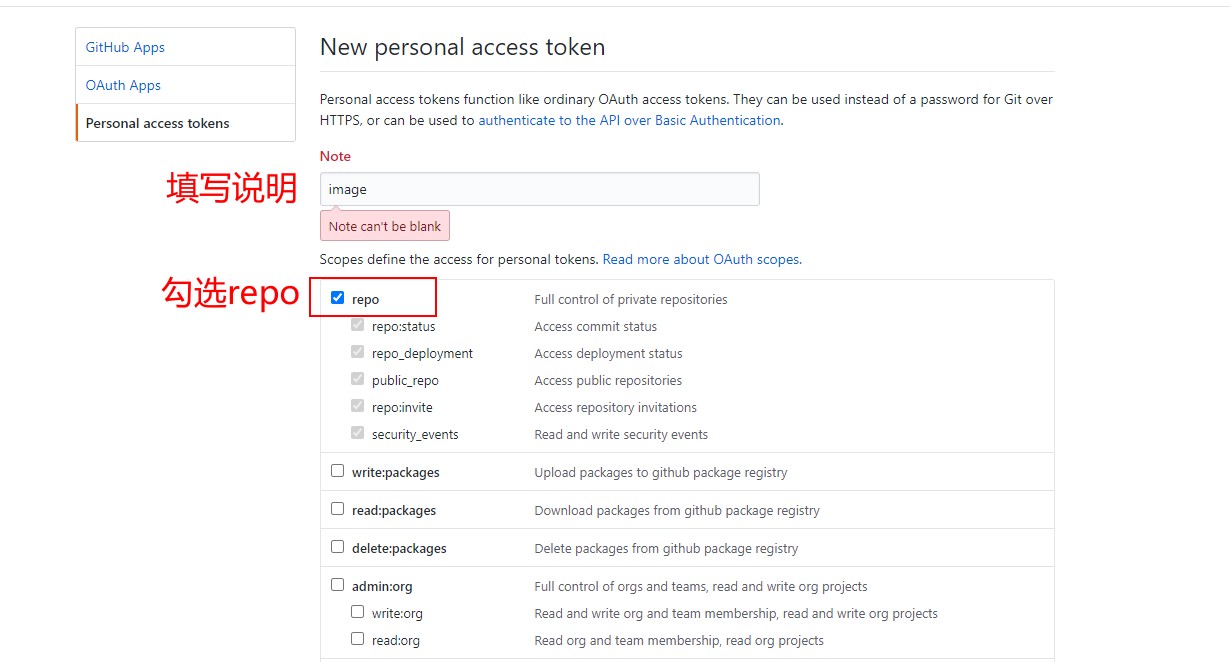 GitHub Apps
OAuth Apps
Personal access tokens
New personal access token
Personal access tokens function like ordinary OAuth access tokens. They can be used instead of a password for Git over
HTTPS, or can be used to authenticate to the API over Basic Authentication.
Note
填写说明
image
Note can't be blank
Scopes define the access for personal tokens. Read more about OAuth scopes.
勾选repo
repo Full control of private repositories
repo:status Access commit status
repo_deployment Access deployment status
public_repo Access public repositories
repo:invite Access repository invitations
security_events Read and write security events
write:packages Upload packages to github package registry
read:packages Download packages from github package registry
delete:packages Delete packages from github package registry
admin:org Full control of orgs and teams, read and write org projects
write:org Read and write org and team membership, read and write org projects
read:org Read org and team membership, read org projects